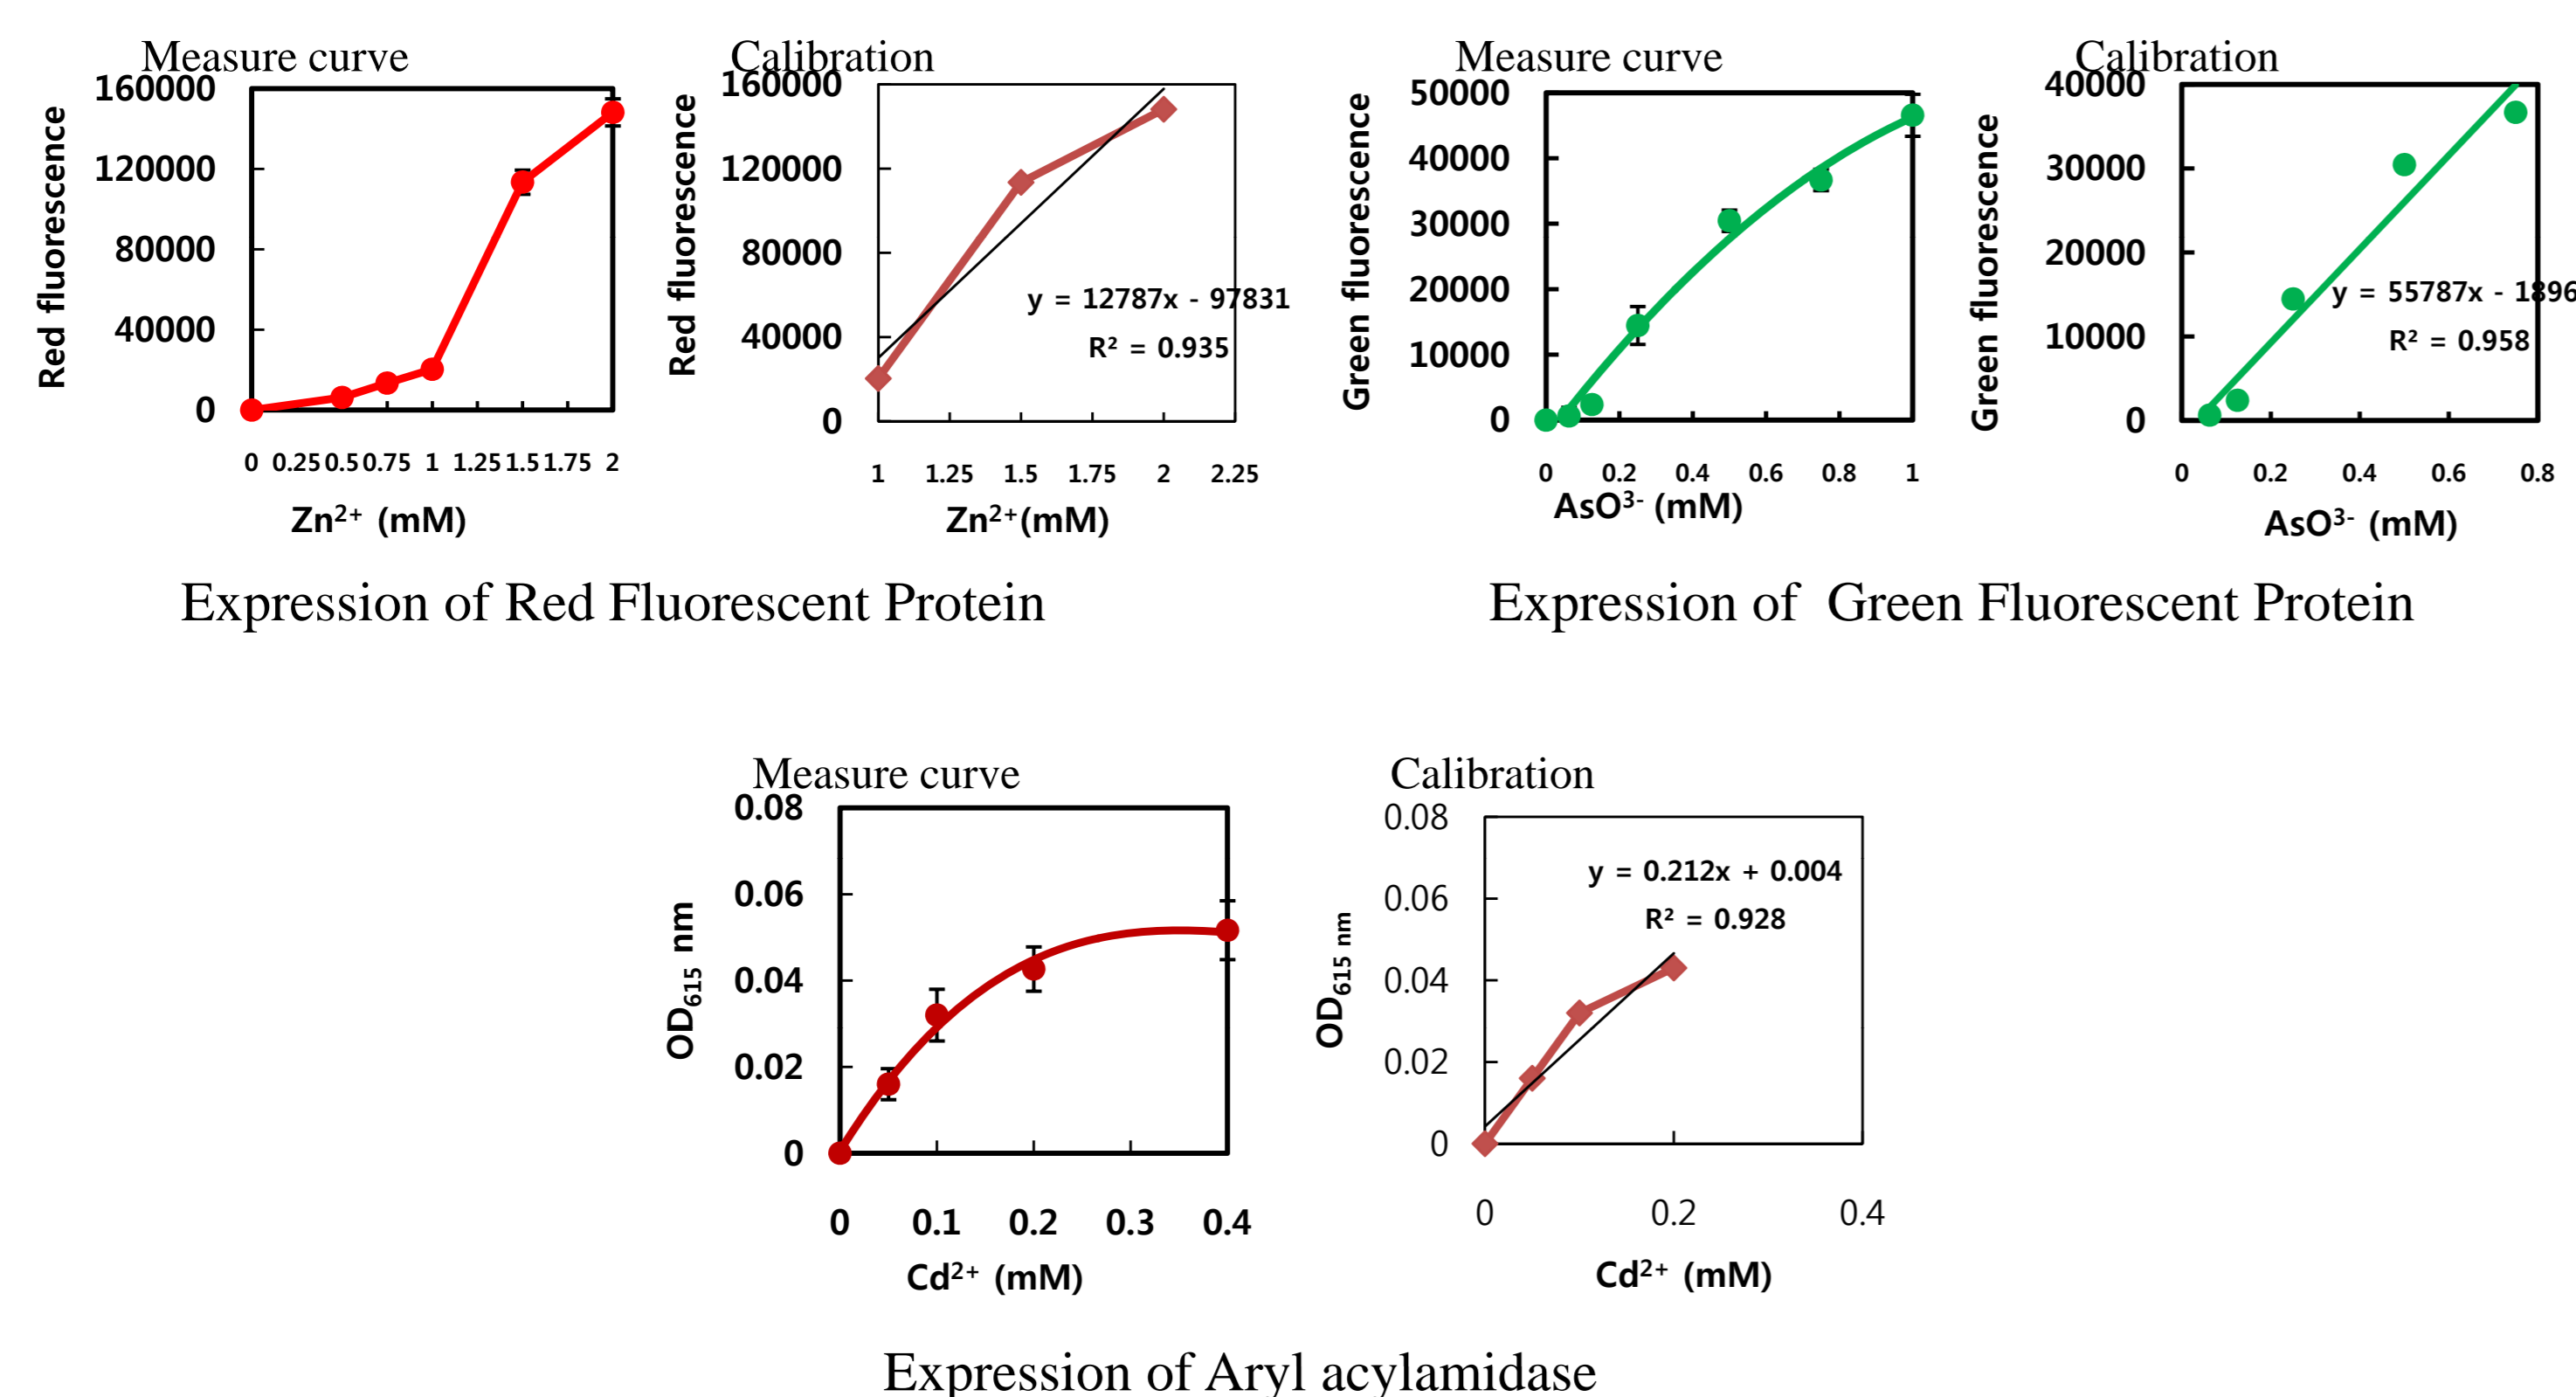 Measure curve
160000
120000
80000
40000
0
Red fluorescence
0 0.25 0.5 0.75 1 1.25 1.5 1.75 2
Zn²⁺ (mM)
Calibration
160000
120000
80000
40000
0
Red fluorescence
y = 12787x - 97831
R² = 0.935
1 1.25 1.5 1.75 2 2.25
Zn²⁺(mM)
Expression of Red Fluorescent Protein
Measure curve
50000
40000
30000
20000
10000
0
Green fluorescence
0 0.2 0.4 0.6 0.8 1
AsO³⁻ (mM)
Calibration
40000
30000
20000
10000
0
Green fluorescence
y = 55787x - 1896
R² = 0.958
0 0.2 0.4 0.6 0.8
AsO³⁻ (mM)
Expression of Green Fluorescent Protein
Measure curve
0.08
0.06
0.04
0.02
0
OD₆₁₅ nm
0 0.1 0.2 0.3 0.4
Cd²⁺ (mM)
Calibration
0.08
0.06
0.04
0.02
0
OD₆₁₅ nm
y = 0.212x + 0.004
R² = 0.928
0 0.2 0.4
Cd²⁺ (mM)
Expression of Aryl acylamidase